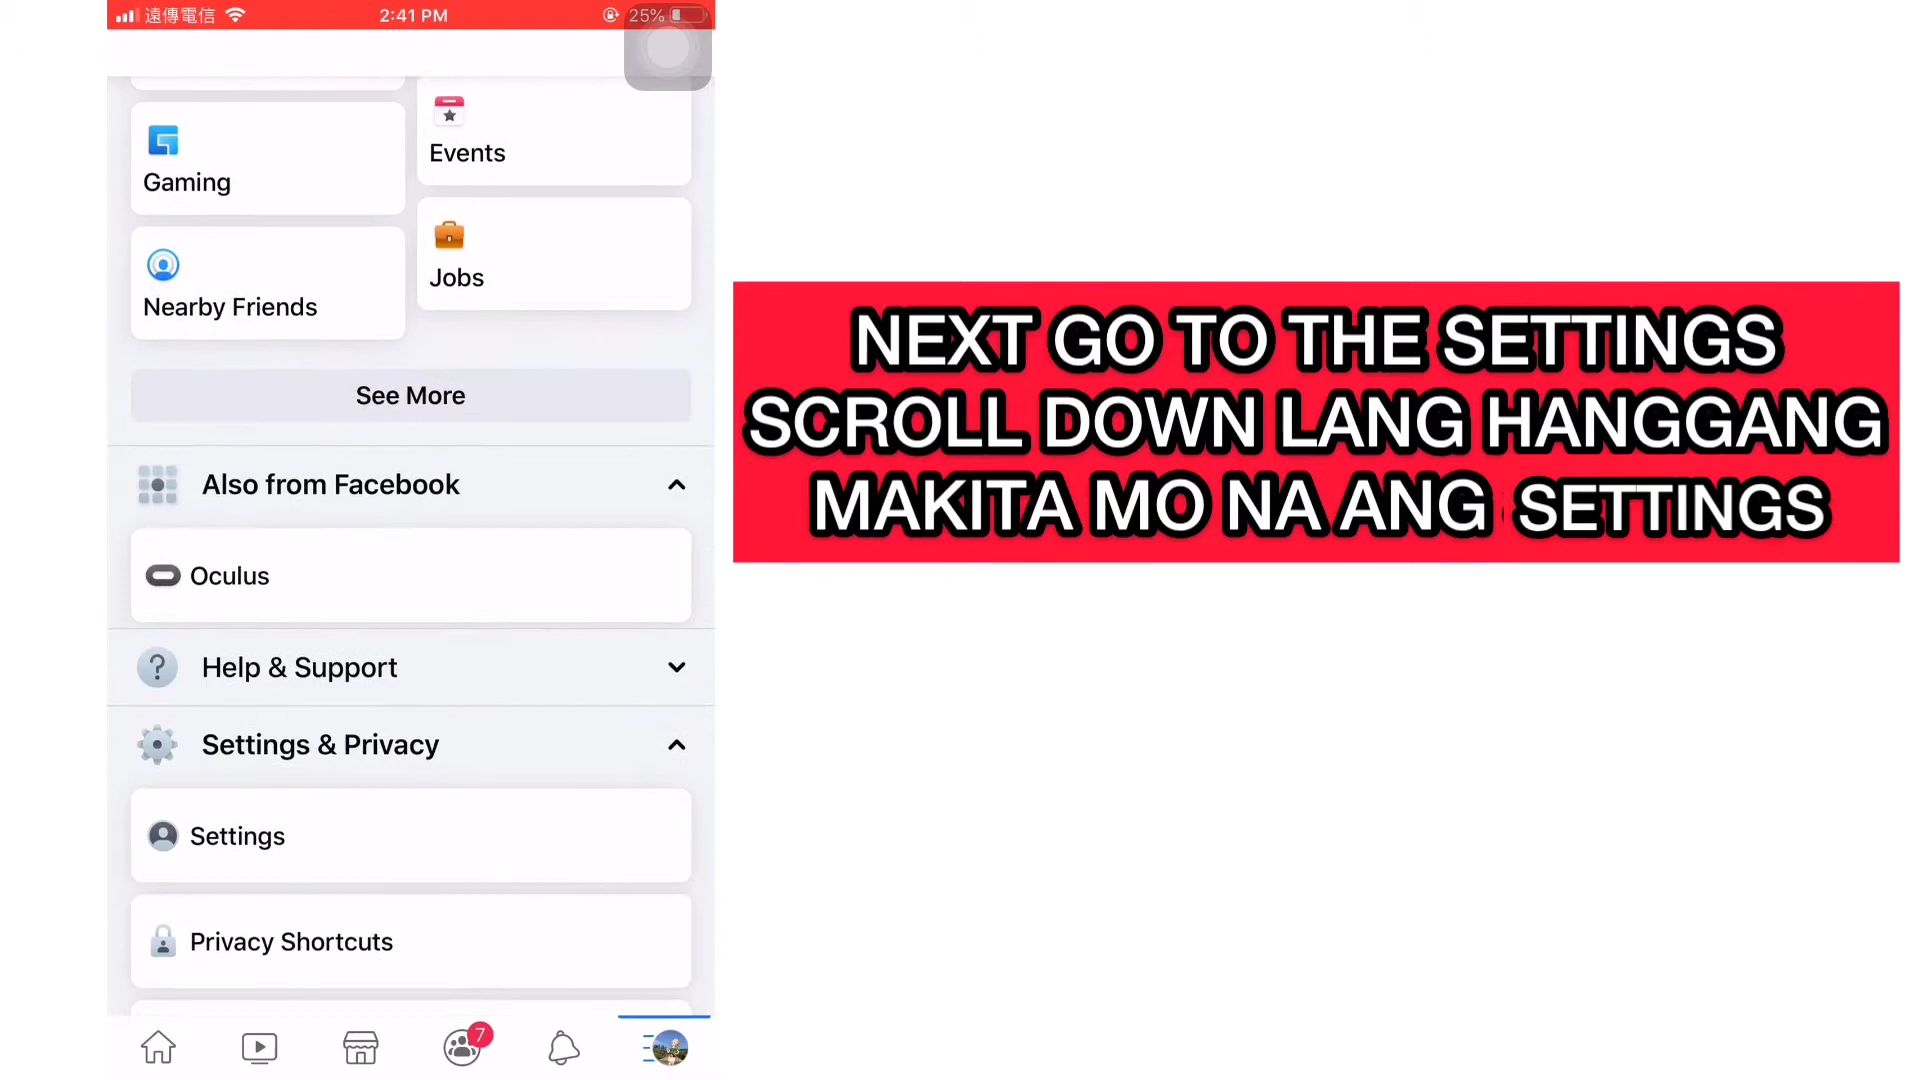 遠傳電信 2:41 PM 25%
Gaming
Events
Nearby Friends
Jobs
See More
Also from Facebook
Oculus
Help & Support
Settings & Privacy
Settings
Privacy Shortcuts
7
NEXT GO TO THE SETTINGS
SCROLL DOWN LANG HANGGANG
MAKITA MO NA ANG SETTINGS